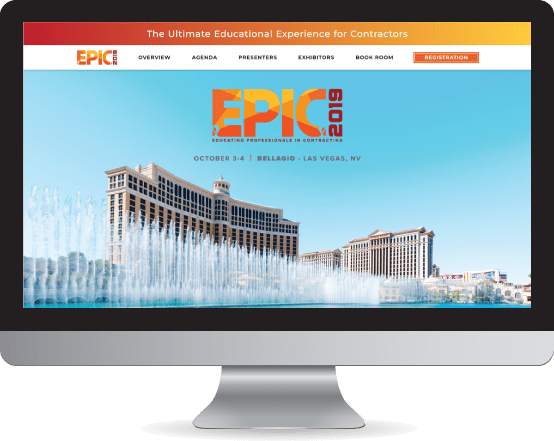 The Ultimate Educational Experience for Contractors
EPIC 2019 OVERVIEW AGENDA PRESENTERS EXHIBITORS BOOK ROOM REGISTRATION
EPIC 2019
EDUCATING PROFESSIONALS IN CONTRACTING
OCTOBER 3-4 | BELLAGIO - LAS VEGAS, NV